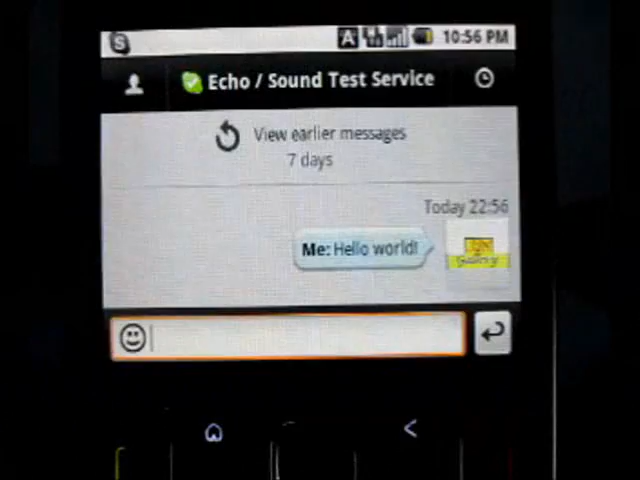 A 10:56 PM
Echo / Sound Test Service
View earlier messages
7 days
Today 22:56
Me: Hello world!